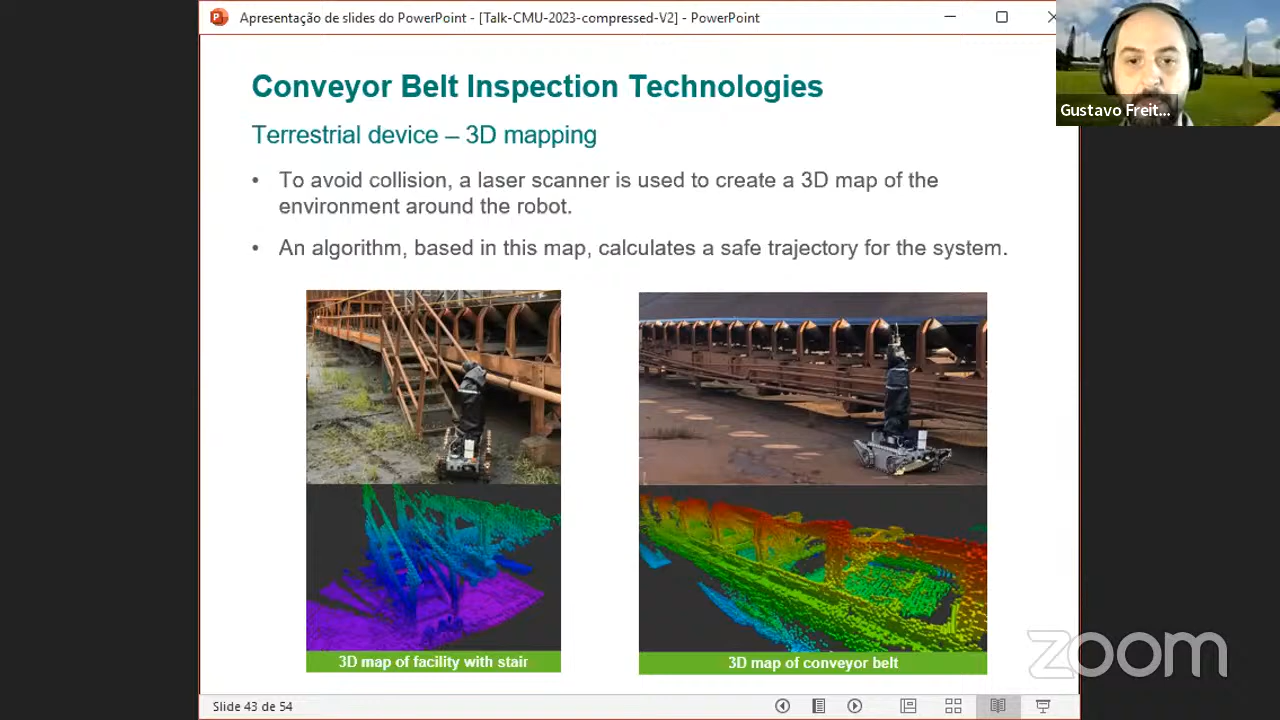 Apresentação de slides do PowerPoint - [Talk-CMU-2023-compressed-V2] - PowerPoint
Gustavo Freit...
Conveyor Belt Inspection Technologies
Terrestrial device – 3D mapping
• To avoid collision, a laser scanner is used to create a 3D map of the
environment around the robot.
• An algorithm, based in this map, calculates a safe trajectory for the system.
3D map of facility with stair
3D map of conveyor belt
zoom
Slide 43 de 54